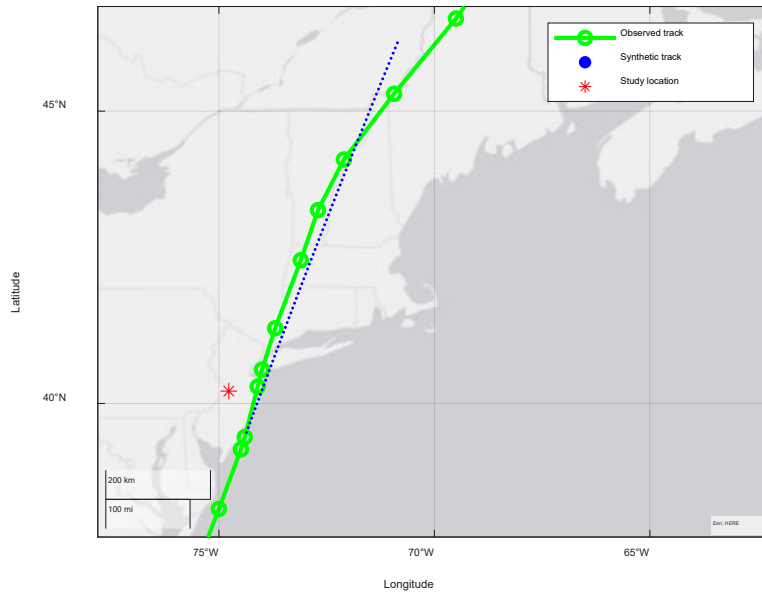 Observed track
Synthetic track
Study location
45°N
Latitude
40°N
200 km
100 mi
Esri, HERE
75°W
70°W
65°W
Longitude